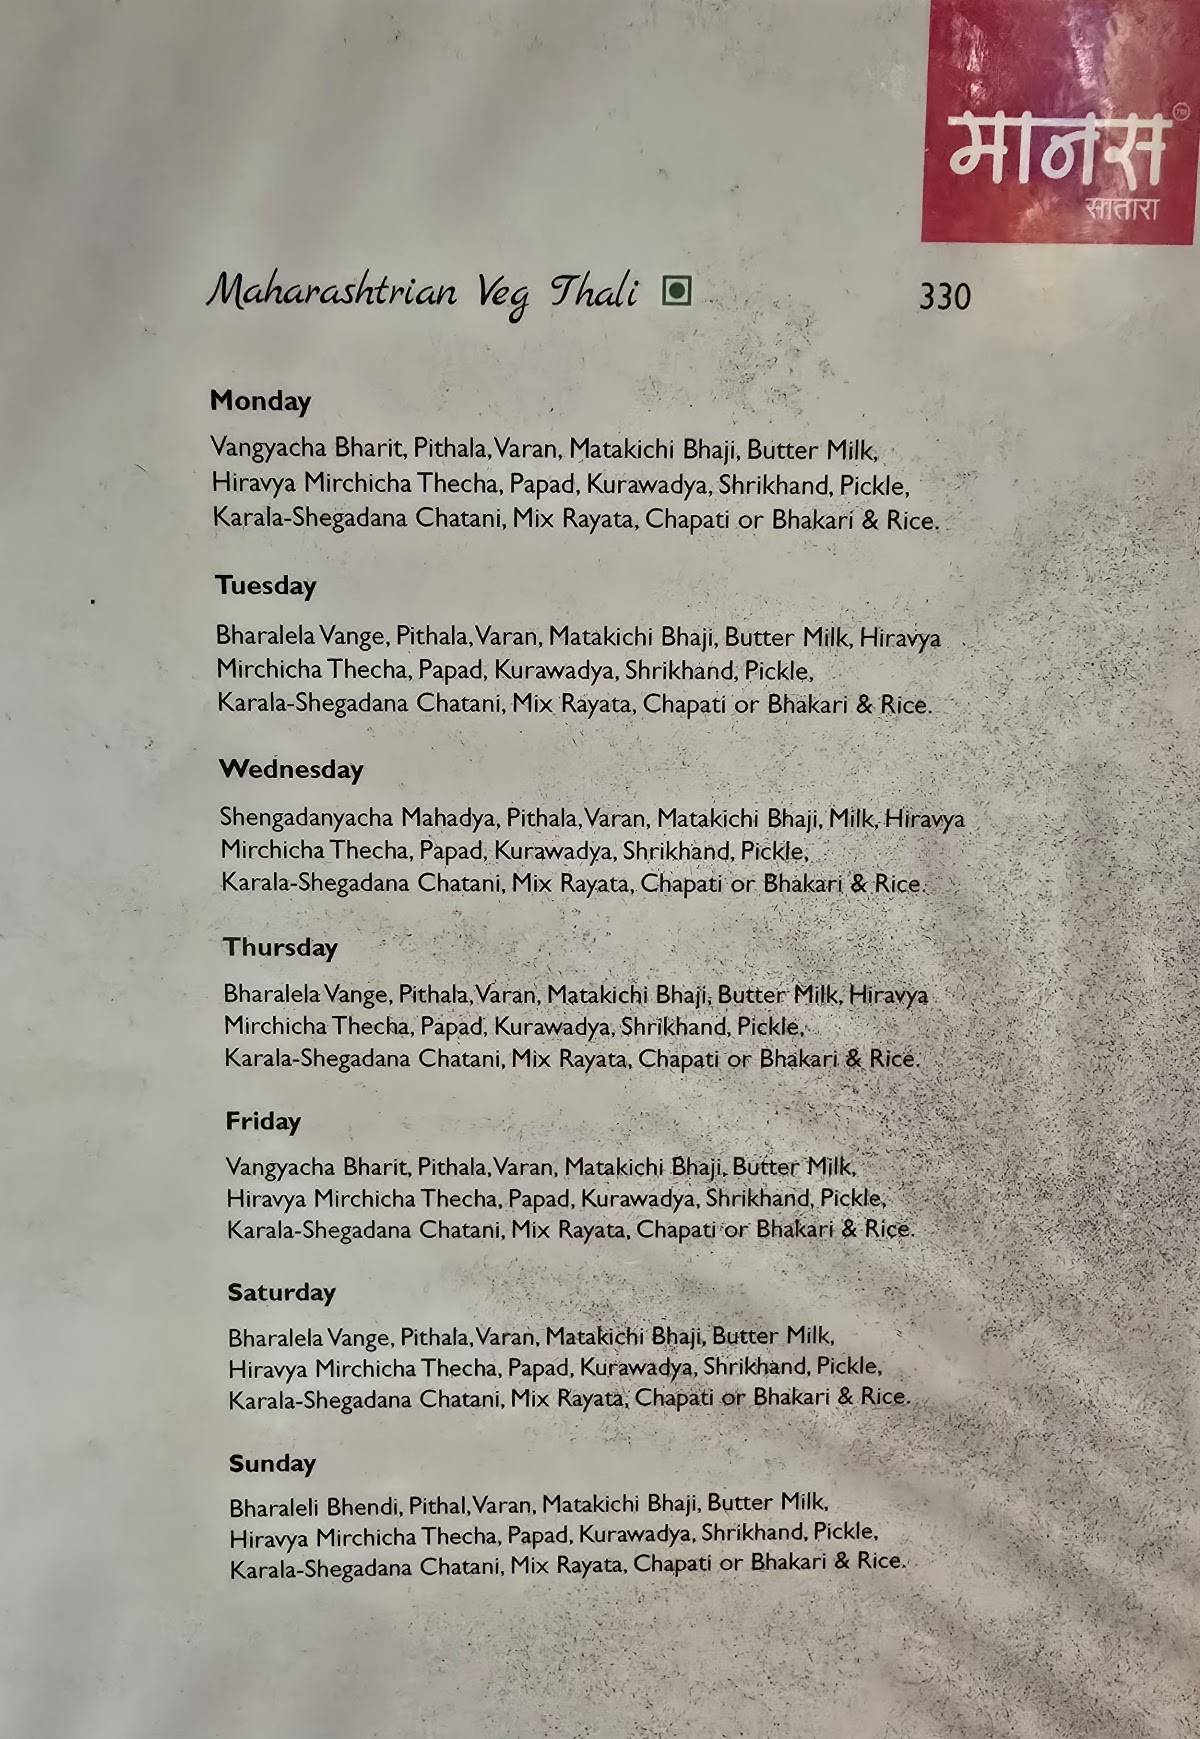 मानस
TM
सातारा
Maharashtrian Veg Thali 330
Monday
Vangyacha Bharit, Pithala, Varan, Matakichi Bhaji, Butter Milk,
Hiravya Mirchicha Thecha, Papad, Kurawadya, Shrikhand, Pickle,
Karala-Shegadana Chatani, Mix Rayata, Chapati or Bhakari & Rice.
Tuesday
Bharalela Vange, Pithala, Varan, Matakichi Bhaji, Butter Milk, Hiravya
Mirchicha Thecha, Papad, Kurawadya, Shrikhand, Pickle,
Karala-Shegadana Chatani, Mix Rayata, Chapati or Bhakari & Rice.
Wednesday
Shengadanyacha Mahadya, Pithala, Varan, Matakichi Bhaji, Milk, Hiravya
Mirchicha Thecha, Papad, Kurawadya, Shrikhand, Pickle,
Karala-Shegadana Chatani, Mix Rayata, Chapati or Bhakari & Rice.
Thursday
Bharalela Vange, Pithala, Varan, Matakichi Bhaji, Butter Milk, Hiravya
Mirchicha Thecha, Papad, Kurawadya, Shrikhand, Pickle,
Karala-Shegadana Chatani, Mix Rayata, Chapati or Bhakari & Rice.
Friday
Vangyacha Bharit, Pithala, Varan, Matakichi Bhaji, Butter Milk,
Hiravya Mirchicha Thecha, Papad, Kurawadya, Shrikhand, Pickle,
Karala-Shegadana Chatani, Mix Rayata, Chapati or Bhakari & Rice.
Saturday
Bharalela Vange, Pithala, Varan, Matakichi Bhaji, Butter Milk,
Hiravya Mirchicha Thecha, Papad, Kurawadya, Shrikhand, Pickle,
Karala-Shegadana Chatani, Mix Rayata, Chapati or Bhakari & Rice.
Sunday
Bharaleli Bhendi, Pithal, Varan, Matakichi Bhaji, Butter Milk,
Hiravya Mirchicha Thecha, Papad, Kurawadya, Shrikhand, Pickle,
Karala-Shegadana Chatani, Mix Rayata, Chapati or Bhakari & Rice.